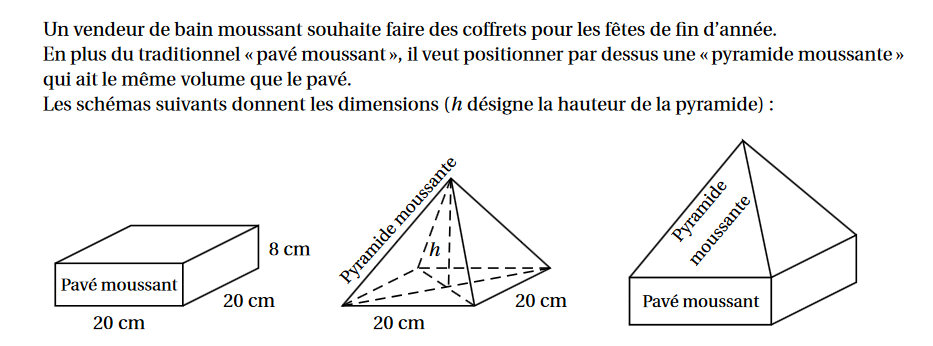 Un vendeur de bain moussant souhaite faire des coffrets pour les fêtes de fin d’année.
En plus du traditionnel « pavé moussant », il veut positionner par dessus une « pyramide moussante »
qui ait le même volume que le pavé.
Les schémas suivants donnent les dimensions (h désigne la hauteur de la pyramide) :
Pavé moussant
8 cm
20 cm
20 cm
Pyramide moussante
h
20 cm
20 cm
Pyramide
moussante
Pavé moussant